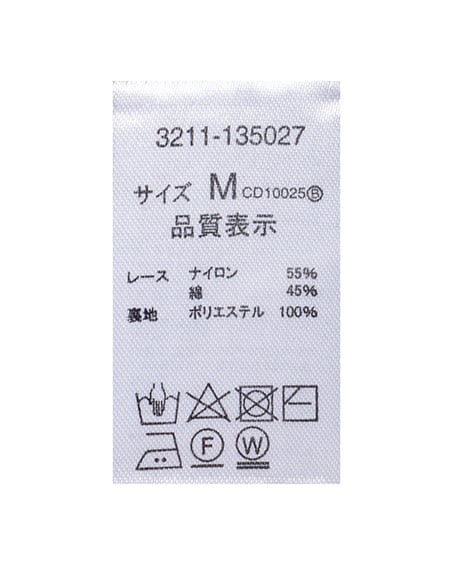 3211-135027
サイズ M CD10025Ⓑ
品質表示
レース ナイロン 55%
綿 45%
裏地 ポリエステル 100%
F W